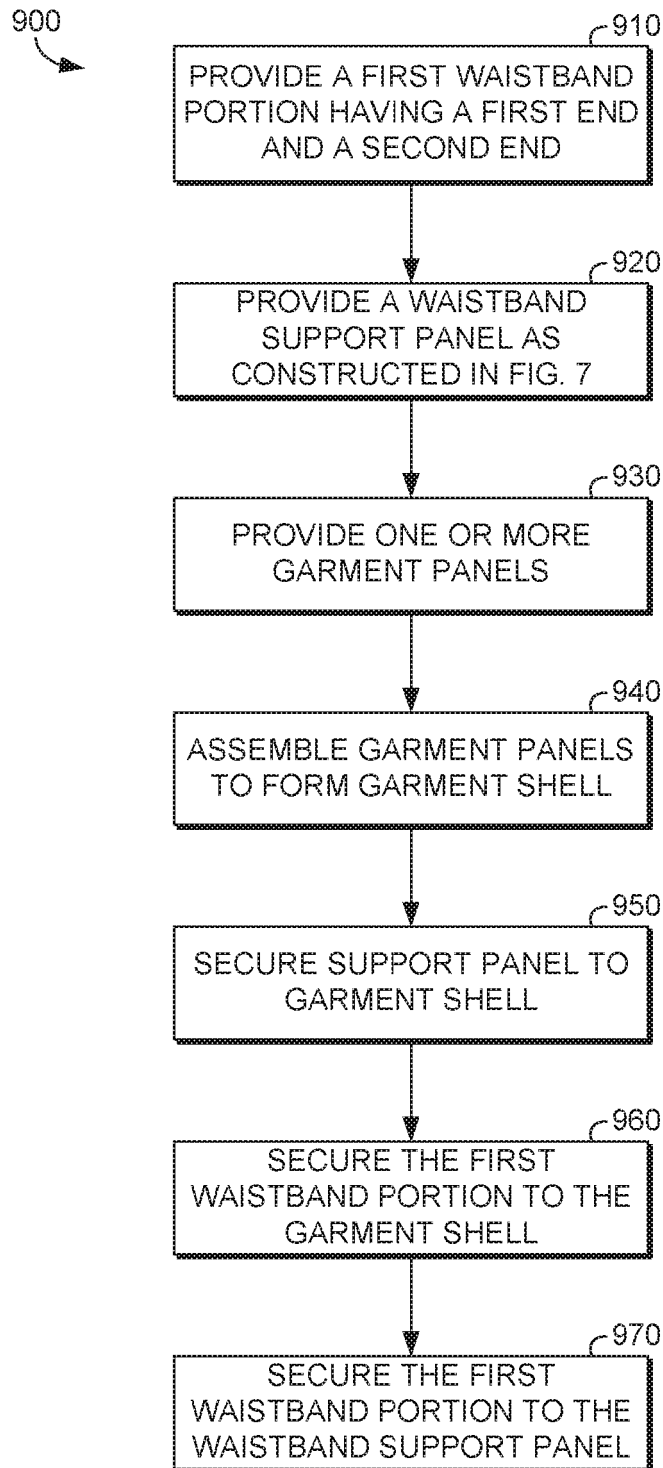 900
910
PROVIDE A FIRST WAISTBAND
PORTION HAVING A FIRST END
AND A SECOND END
920
PROVIDE A WAISTBAND
SUPPORT PANEL AS
CONSTRUCTED IN FIG. 7
930
PROVIDE ONE OR MORE
GARMENT PANELS
940
ASSEMBLE GARMENT PANELS
TO FORM GARMENT SHELL
950
SECURE SUPPORT PANEL TO
GARMENT SHELL
960
SECURE THE FIRST
WAISTBAND PORTION TO THE
GARMENT SHELL
970
SECURE THE FIRST
WAISTBAND PORTION TO THE
WAISTBAND SUPPORT PANEL